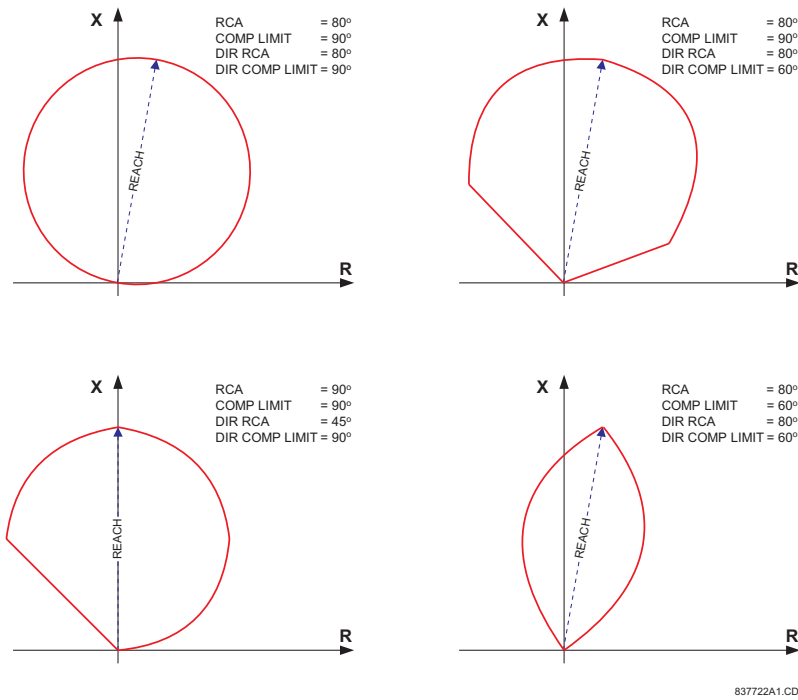 X
RCA = 80º
COMP LIMIT = 90º
DIR RCA = 80º
DIR COMP LIMIT = 90º
REACH
R
X
RCA = 80º
COMP LIMIT = 90º
DIR RCA = 80º
DIR COMP LIMIT = 60º
REACH
R
X
RCA = 90º
COMP LIMIT = 90º
DIR RCA = 45º
DIR COMP LIMIT = 90º
REACH
R
X
RCA = 80º
COMP LIMIT = 60º
DIR RCA = 80º
DIR COMP LIMIT = 60º
REACH
R
837722A1.CD